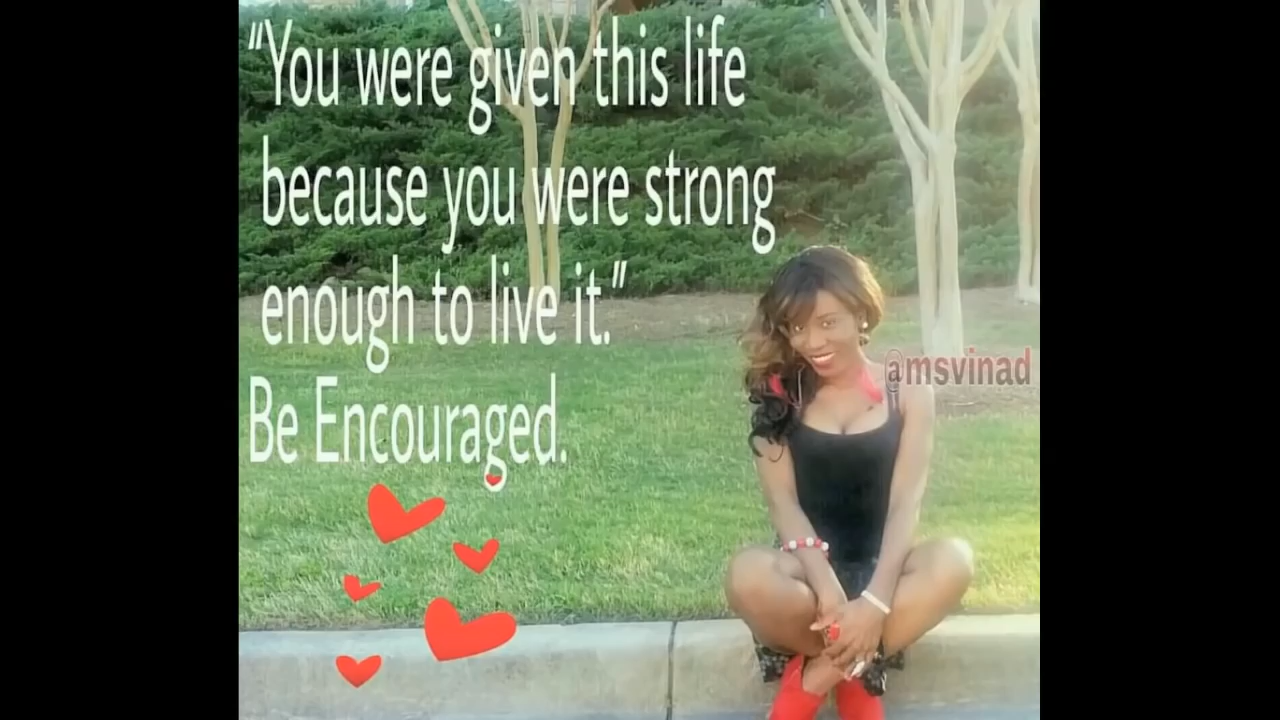 “You were given this life
because you were strong
enough to live it.”
Be Encouraged.
@msvinad